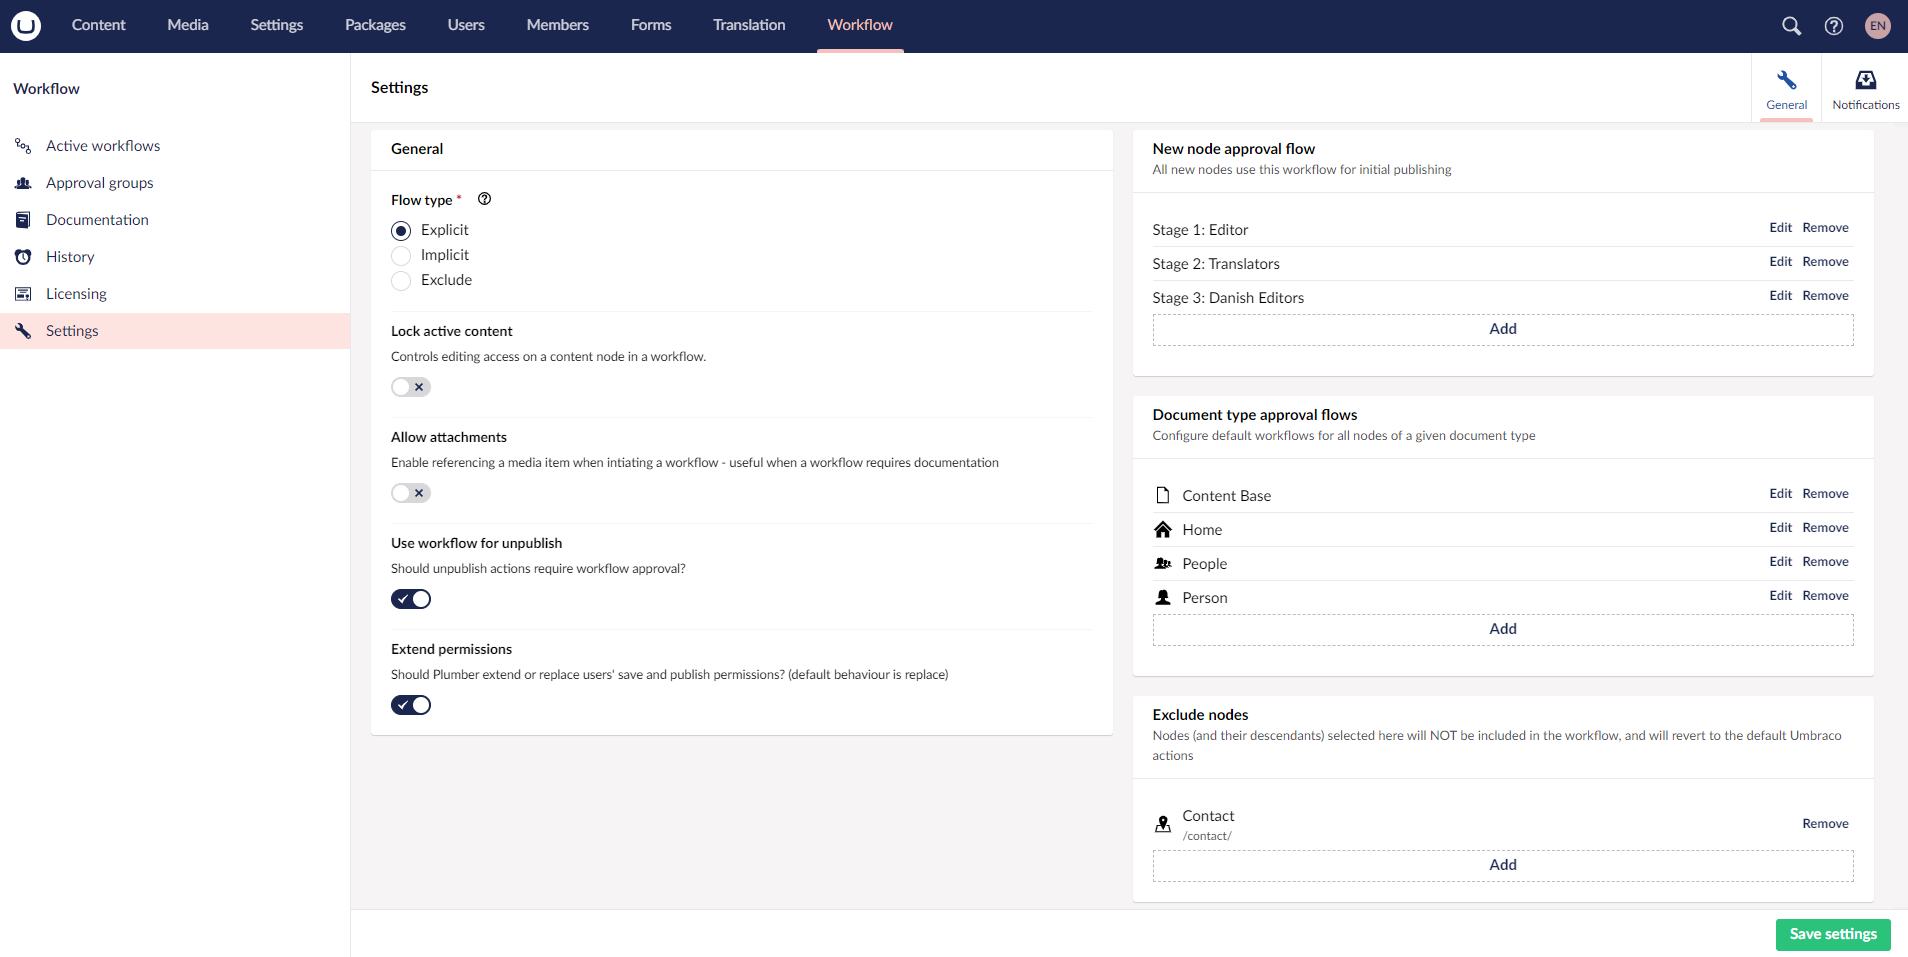 Content Media Settings Packages Users Members Forms Translation Workflow EN
Workflow
Active workflows
Approval groups
Documentation
History
Licensing
Settings
Settings
General
Notifications
General
Flow type *
Explicit
Implicit
Exclude
Lock active content
Controls editing access on a content node in a workflow.
Allow attachments
Enable referencing a media item when intiating a workflow - useful when a workflow requires documentation
Use workflow for unpublish
Should unpublish actions require workflow approval?
Extend permissions
Should Plumber extend or replace users' save and publish permissions? (default behaviour is replace)
New node approval flow
All new nodes use this workflow for initial publishing
Stage 1: Editor Edit Remove
Stage 2: Translators Edit Remove
Stage 3: Danish Editors Edit Remove
Add
Document type approval flows
Configure default workflows for all nodes of a given document type
Content Base Edit Remove
Home Edit Remove
People Edit Remove
Person Edit Remove
Add
Exclude nodes
Nodes (and their descendants) selected here will NOT be included in the workflow, and will revert to the default Umbraco
actions
Contact
/contact/
Remove
Add
Save settings